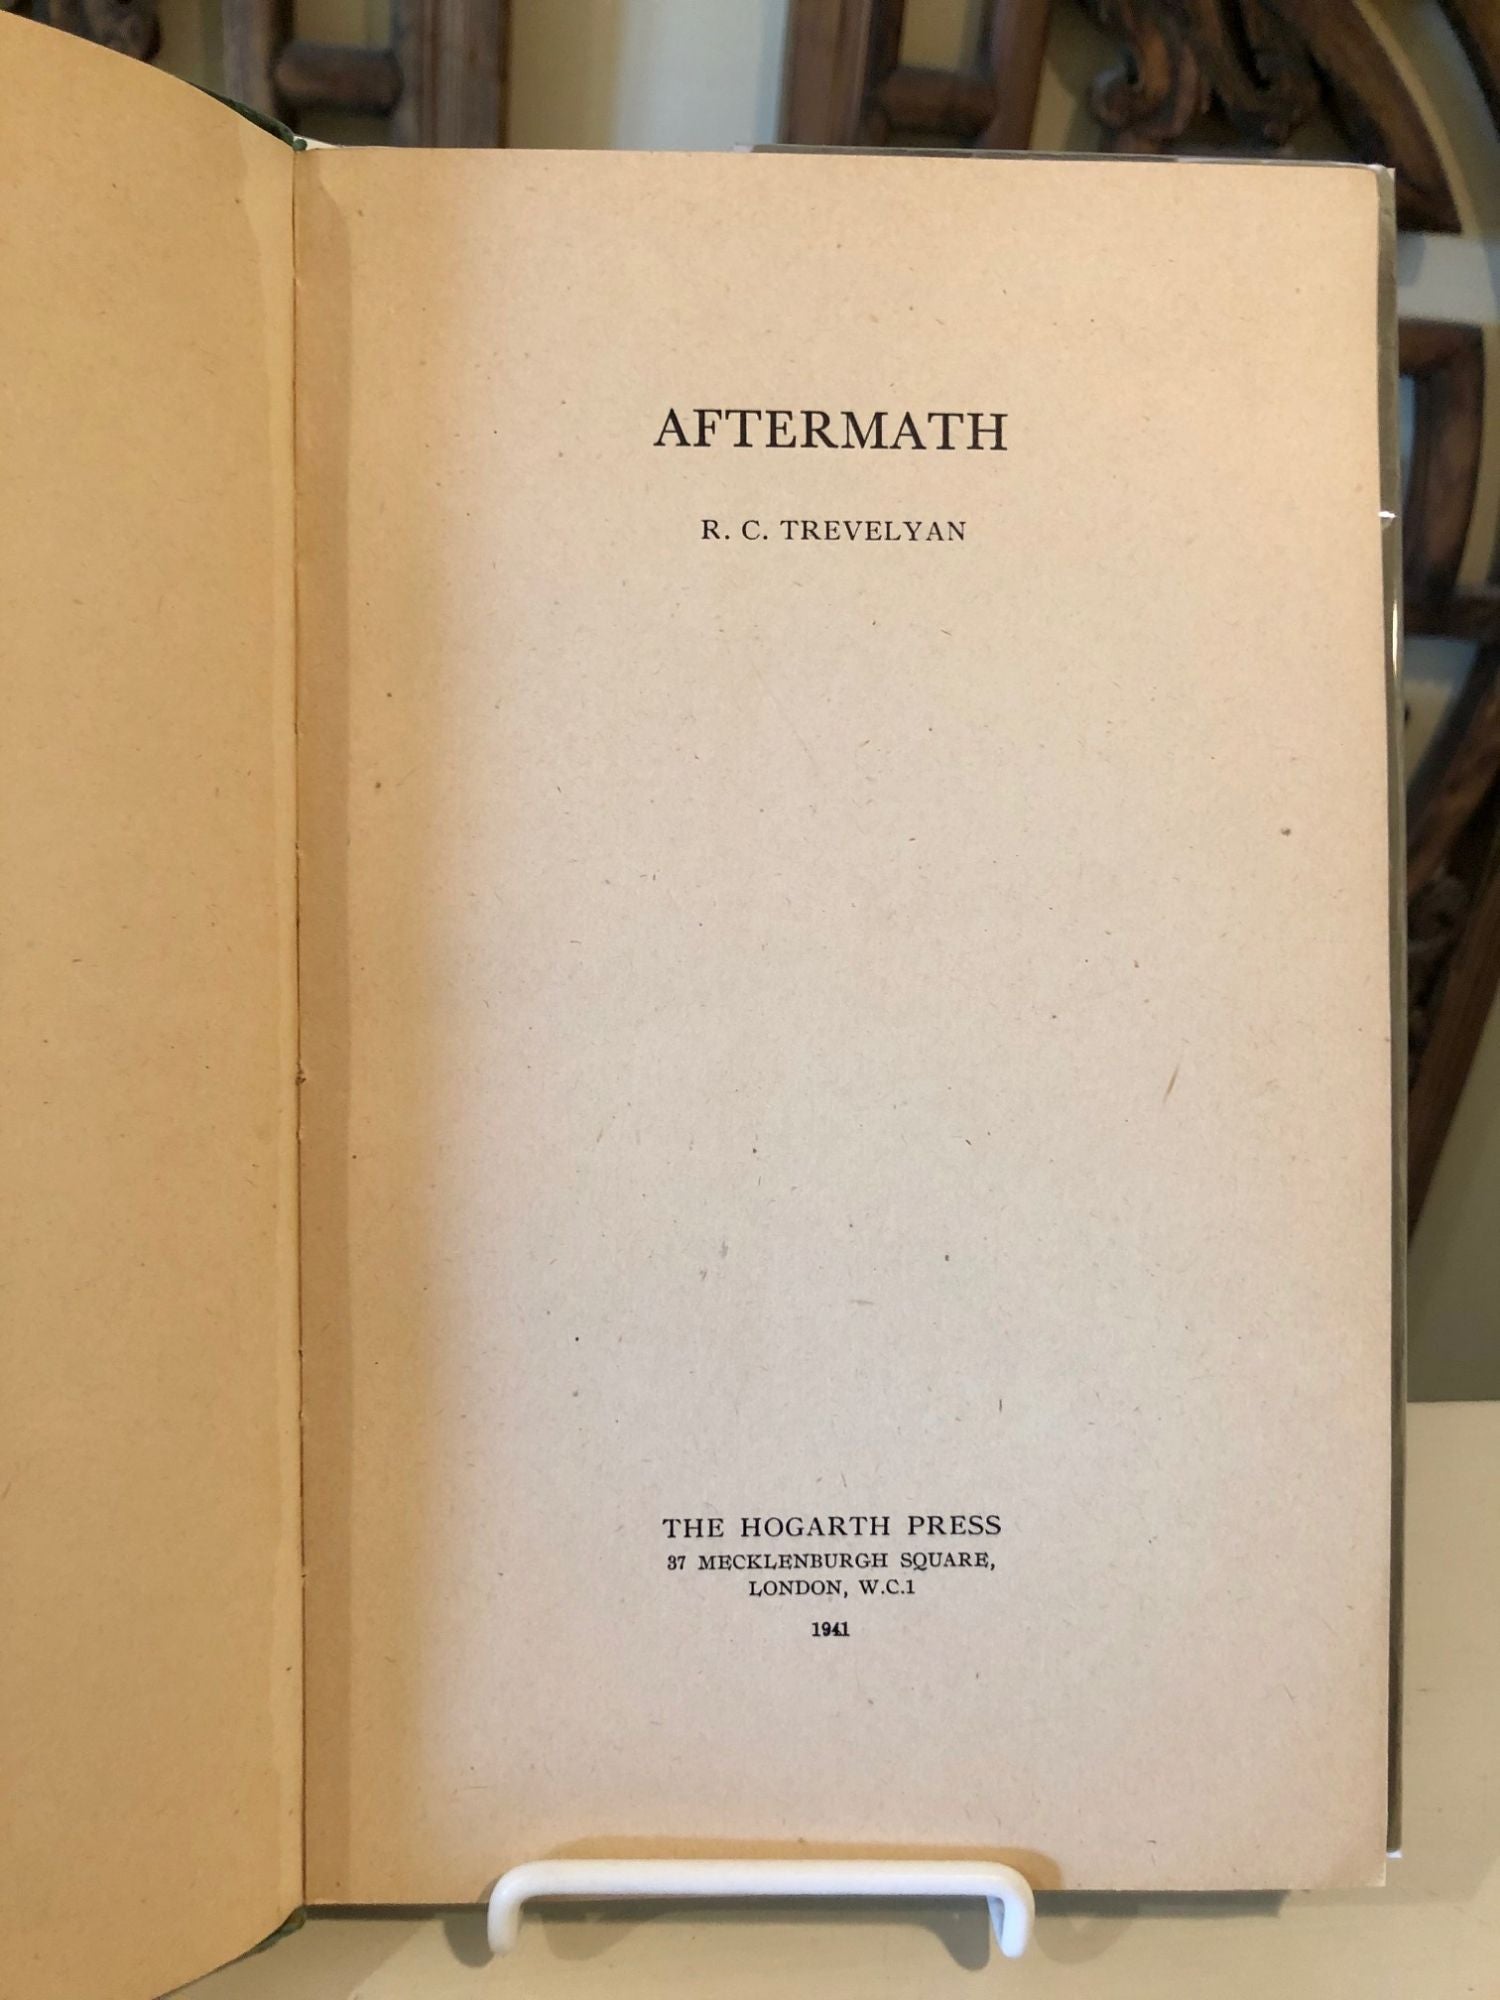 AFTERMATH
R. C. TREVELYAN
THE HOGARTH PRESS
37 MECKLENBURGH SQUARE,
LONDON, W.C.1
1941